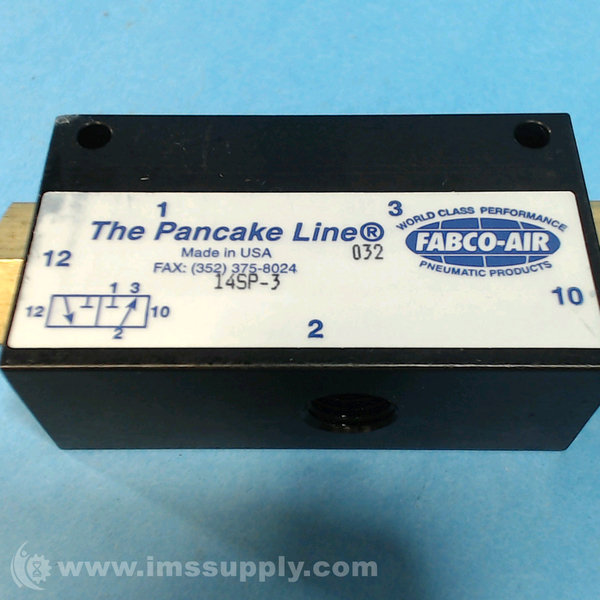 1
3
The Pancake Line®
032
Made in USA
FAX: (352) 375-8024
14SP-3
WORLD CLASS PERFORMANCE
FABCO-AIR
PNEUMATIC PRODUCTS
12
10
1 3
12
10
2
2
www.imssupply.com